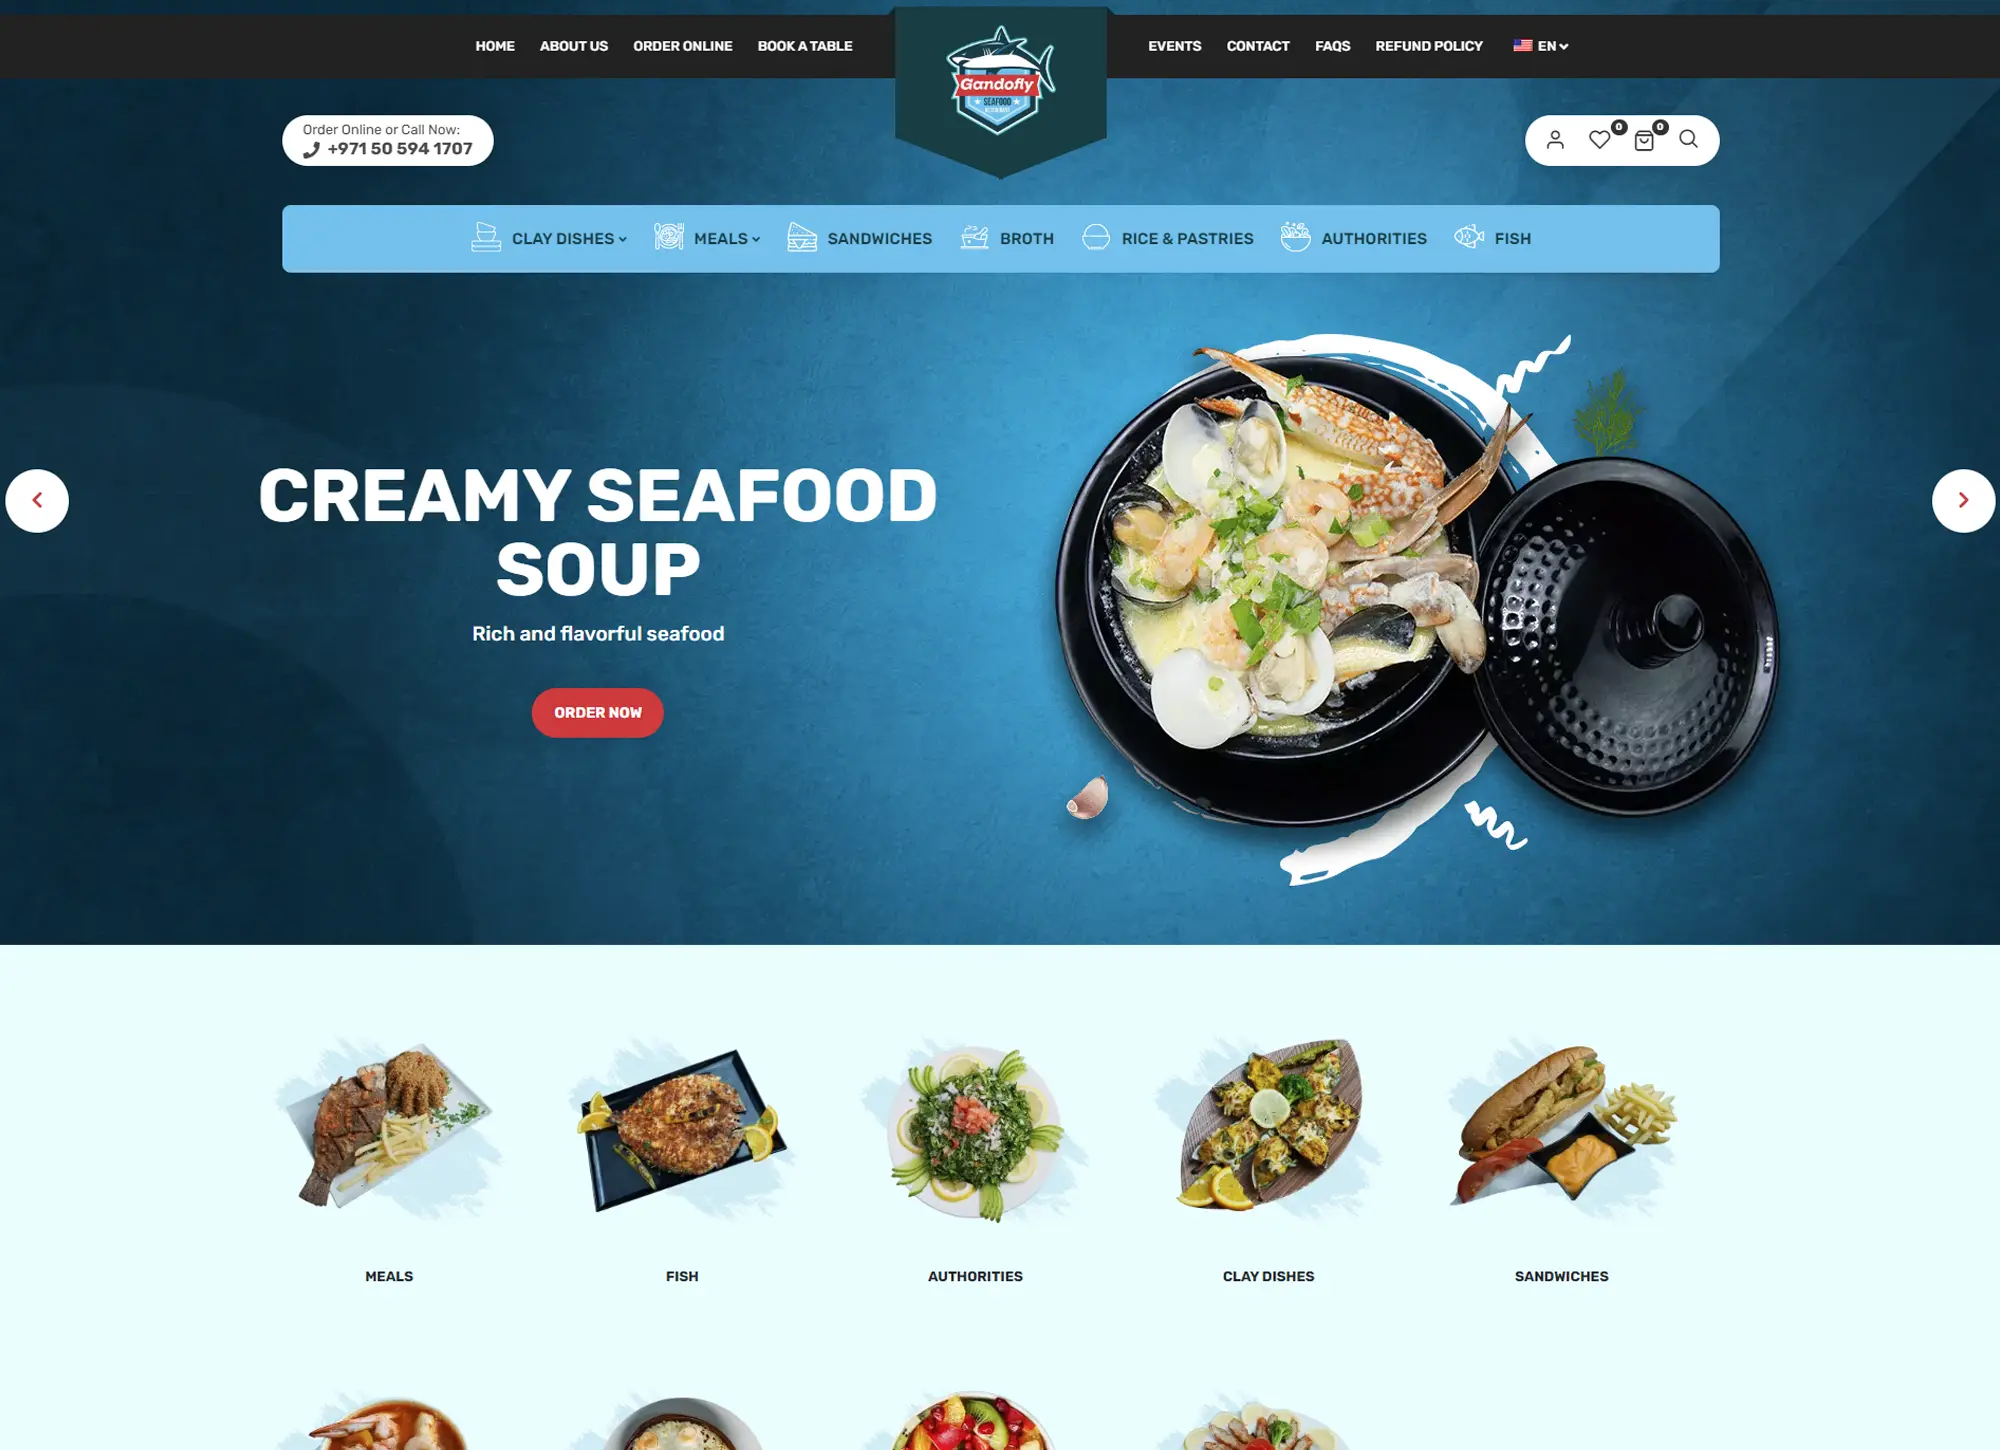 HOME ABOUT US ORDER ONLINE BOOK A TABLE
EVENTS CONTACT FAQS REFUND POLICY EN
Gandofly
SEAFOOD
Order Online or Call Now:
+971 50 594 1707
0 0
CLAY DISHES MEALS SANDWICHES BROTH RICE & PASTRIES AUTHORITIES FISH
CREAMY SEAFOOD
SOUP
Rich and flavorful seafood
ORDER NOW
MEALS FISH AUTHORITIES CLAY DISHES SANDWICHES